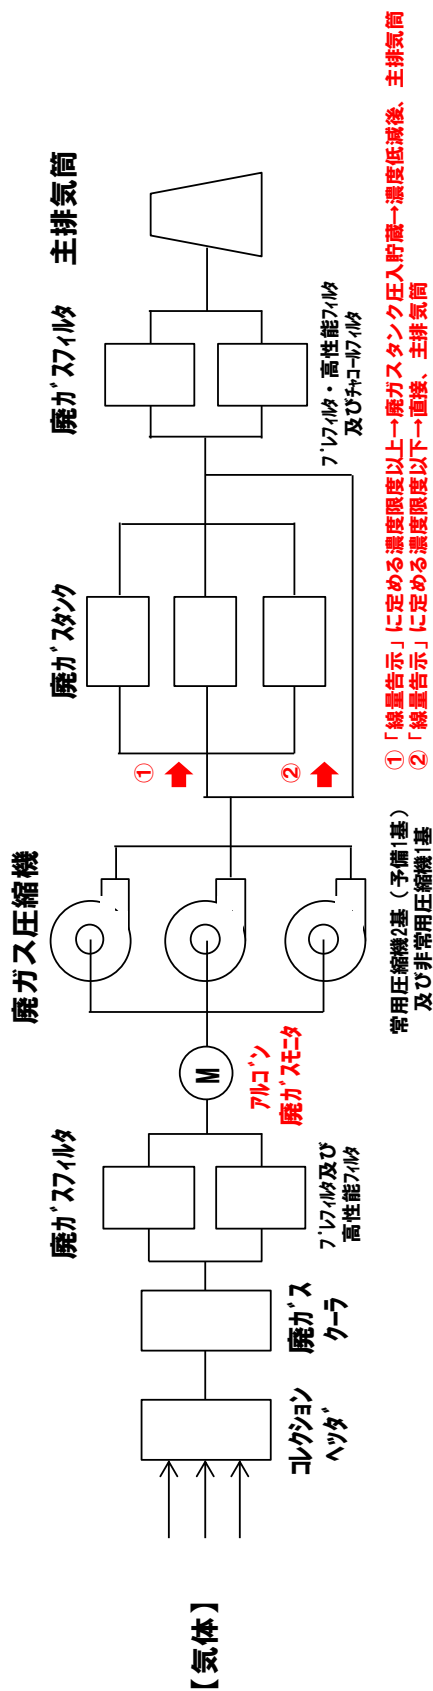 【気体】
コレクション
ヘッダ
廃ガス
クーラ
廃ガスフィルタ
プレフィルタ及び
高性能フィルタ
M
アルゴン
廃ガスモニタ
廃ガス圧縮機
常用圧縮機2基（予備1基）
及び非常用圧縮機1基
①
②
廃ガスタンク
廃ガスフィルタ
プレフィルタ・高性能フィルタ
及びチャコールフィルタ
主排気筒
①「線量告示」に定める濃度限度以上→廃ガスタンク圧入貯蔵→濃度低減後、主排気筒
②「線量告示」に定める濃度限度以下→直接、主排気筒